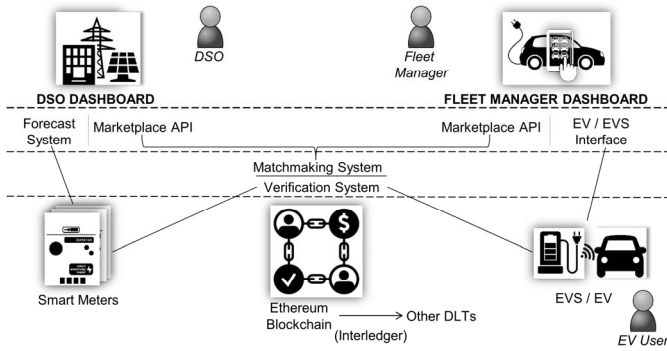 DSO
Fleet
Manager
DSO DASHBOARD
FLEET MANAGER DASHBOARD
Forecast
System
Marketplace API
Marketplace API
EV / EVS
Interface
Matchmaking System
Verification System
$
Smart Meters
Ethereum
Blockchain
(Interledger)
Other DLTs
EVS / EV
EV User